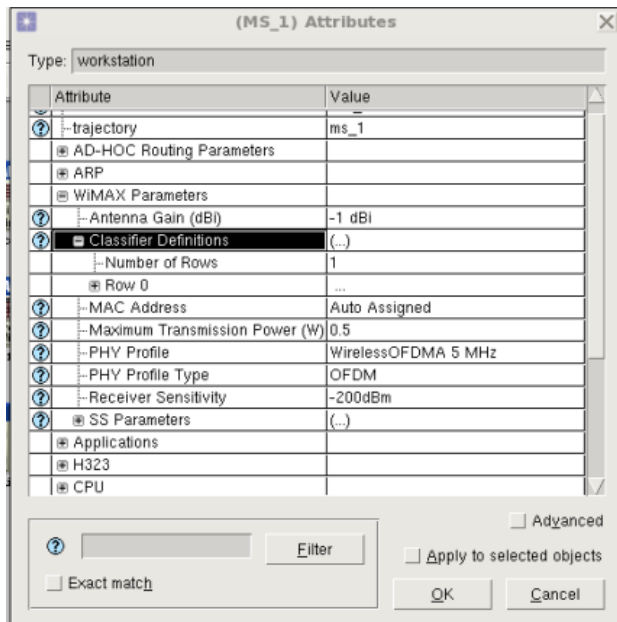 (MS_1) Attributes
Type: workstation
Attribute Value
trajectory ms_1
AD-HOC Routing Parameters
ARP
WiMAX Parameters
Antenna Gain (dBi) -1 dBi
Classifier Definitions (...)
Number of Rows 1
Row 0 ...
MAC Address Auto Assigned
Maximum Transmission Power (W) 0.5
PHY Profile WirelessOFDMA 5 MHz
PHY Profile Type OFDM
Receiver Sensitivity -200dBm
SS Parameters (...)
Applications
H323
CPU
Advanced
Filter
Apply to selected objects
Exact match
OK Cancel